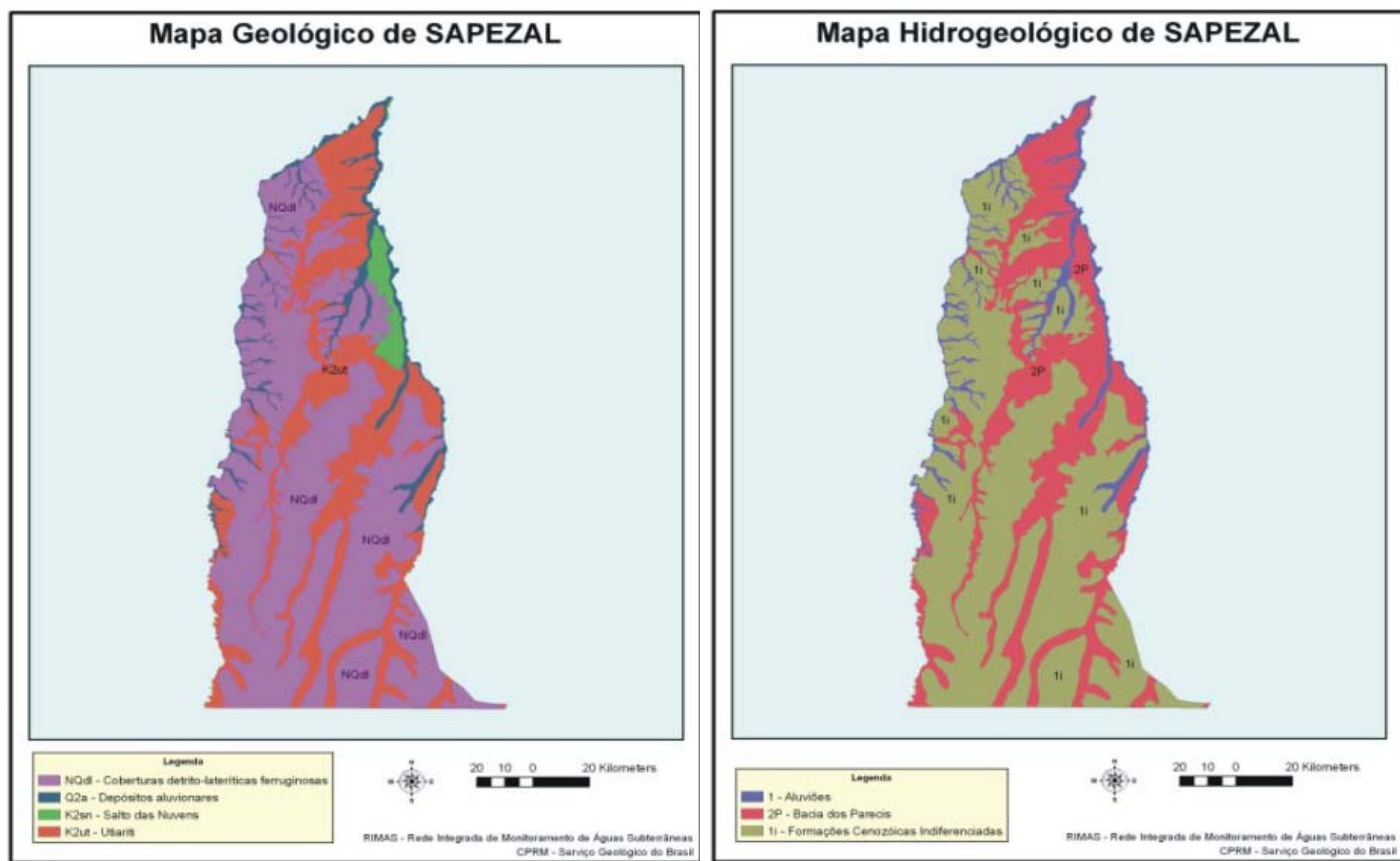 Mapa Geológico de SAPEZAL
NQdl
K2ut
NQdl
NQdl
NQdl
NQdl
Legenda
NQdl - Coberturas detrito-lateríticas ferruginosas
Q2a - Depósitos aluvionares
K2sn - Salto das Nuvens
K2ut - Utiariti
N
W
E
S
20 10 0 20 Kilometers
RIMAS - Rede Integrada de Monitoramento de Águas Subterrâneas
CPRM - Serviço Geológico do Brasil
Mapa Hidrogeológico de SAPEZAL
1i
1i
1i
2P
1i
1i
2P
1i
1i
1i
1i
1i
Legenda
1 - Aluviões
2P - Bacia dos Parecis
1i - Formações Cenozóicas Indiferenciadas
N
W
E
S
20 10 0 20 Kilometers
RIMAS - Rede Integrada de Monitoramento de Águas Subterrâneas
CPRM - Serviço Geológico do Brasil